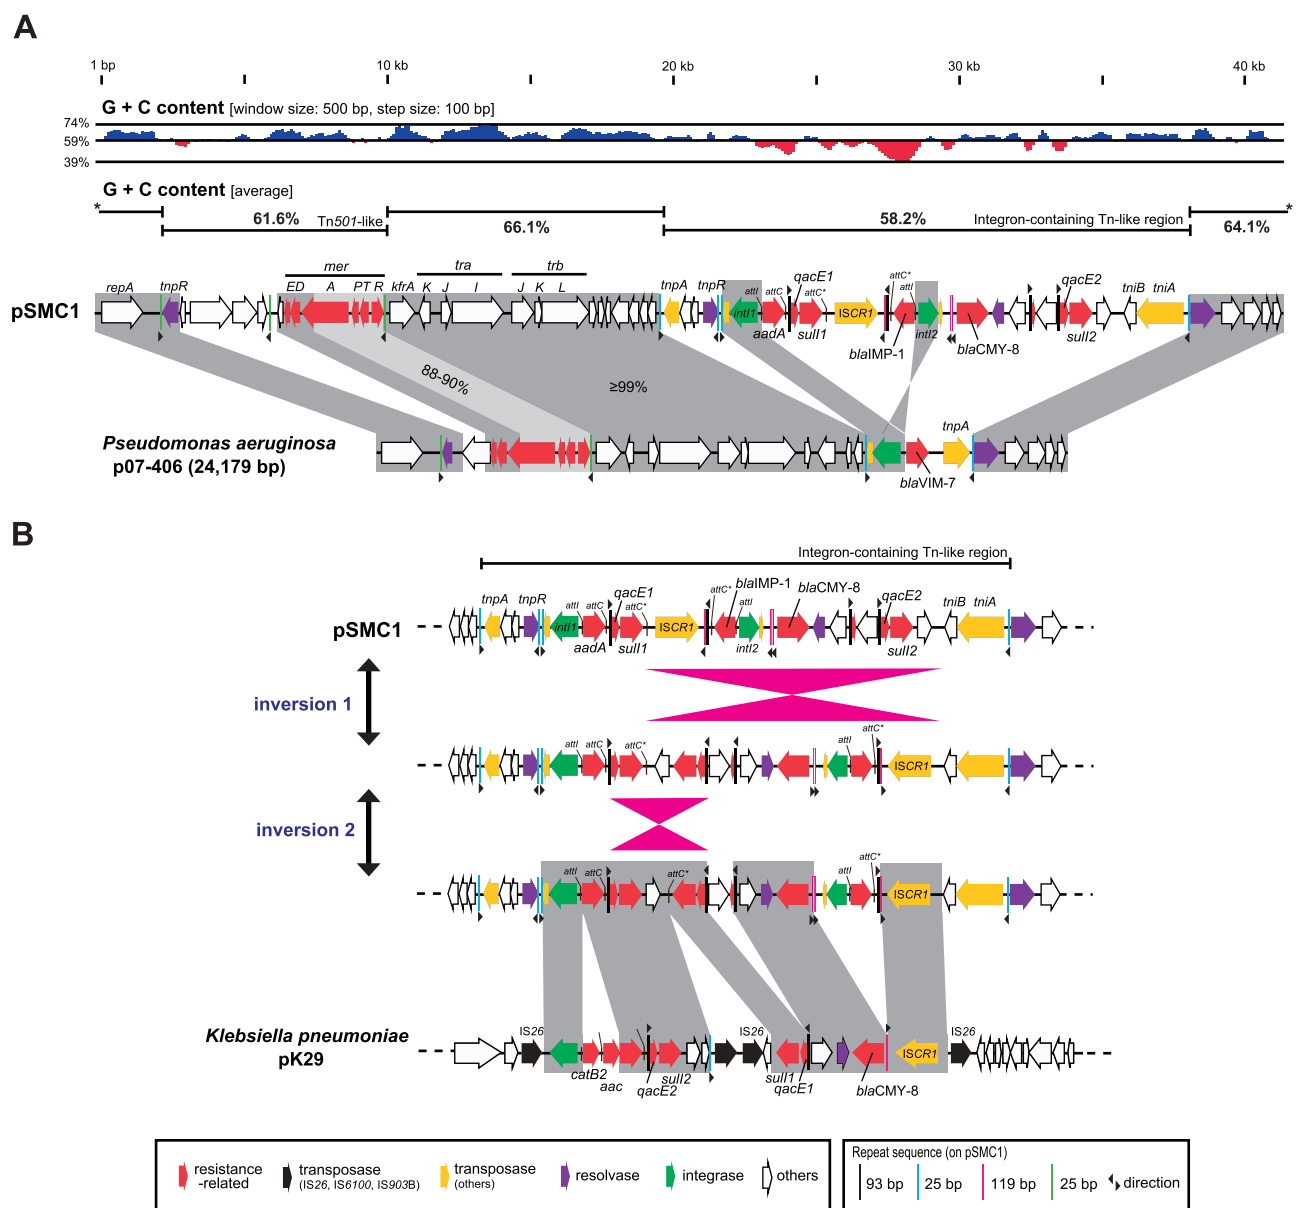 A
1 bp 10 kb 20 kb 30 kb 40 kb
G + C content [window size: 500 bp, step size: 100 bp]
74%
59%
39%
G + C content [average]
* 61.6% Tn501-like 66.1% 58.2% Integron-containing Tn-like region 64.1% *
mer tra trb
repA tnpR ED A PT R kfrA K J I J K L tnpA tnpR attI attC qacE1 attC* attC* attI qacE2 tniB tniA
pSMC1 intI1 aadA sulI1 ISCR1 blaIMP-1 intI2 blaCMY-8 sulI2
88-90% ≥99%
Pseudomonas aeruginosa
p07-406 (24,179 bp)
tnpA
blaVIM-7
B
Integron-containing Tn-like region
tnpA tnpR attI attC qacE1 attC* attC* blaIMP-1 attI blaCMY-8 qacE2 tniB tniA
pSMC1 intI1 aadA sulI1 ISCR1 intI2 sulI2
inversion 1
attI attC attC* attI attC* ISCR1
inversion 2
attI attC attC* attI attC* ISCR1
Klebsiella pneumoniae
pK29
IS26 IS26 IS26
catB2 aac qacE2 sulI2 sulI1 qacE1 blaCMY-8 ISCR1
resistance
-related
transposase
(IS26, IS6100, IS903B)
transposase
(others)
resolvase
integrase
others
Repeat sequence (on pSMC1)
93 bp 25 bp 119 bp 25 bp direction